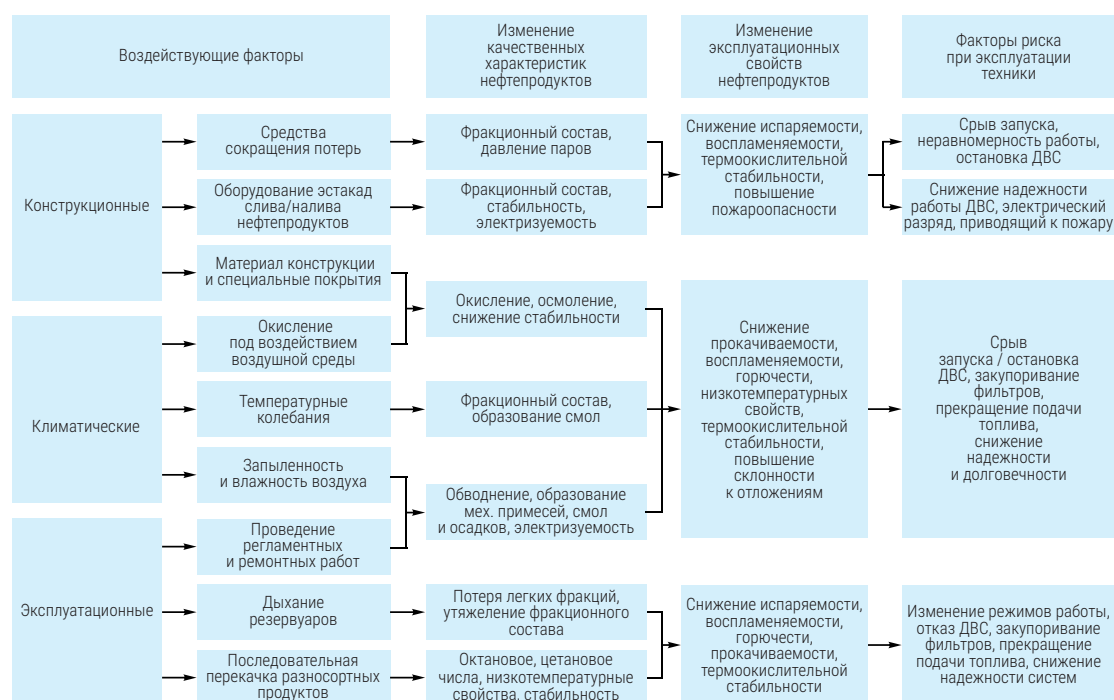 Воздействующие факторы
Изменение
качественных
характеристик
нефтепродуктов
Изменение
эксплуатационных
свойств
нефтепродуктов
Факторы риска
при эксплуатации
техники
Конструкционные
Средства
сокращения потерь
Фракционный состав,
давление паров
Снижение испаряемости,
воспламеняемости,
термоокислительной
стабильности,
повышение
пожароопасности
Срыв запуска,
неравномерность работы,
остановка ДВС
Оборудование эстакад
слива/налива
нефтепродуктов
Фракционный состав,
стабильность,
электризуемость
Снижение надежности
работы ДВС, электрический
разряд, приводящий к пожару
Материал конструкции
и специальные покрытия
Окисление, осмоление,
снижение стабильности
Климатические
Окисление
под воздействием
воздушной среды
Температурные
колебания
Фракционный состав,
образование смол
Снижение
прокачиваемости,
воспламеняемости,
горючести,
низкотемпературных
свойств,
термоокислительной
стабильности,
повышение
склонности
к отложениям
Срыв
запуска / остановка
ДВС, закупоривание
фильтров,
прекращение подачи
топлива,
снижение
надежности
и долговечности
Запыленность
и влажность воздуха
Обводнение, образование
мех. примесей, смол
и осадков, электризуемость
Эксплуатационные
Проведение
регламентных
и ремонтных работ
Дыхание
резервуаров
Потеря легких фракций,
утяжеление фракционного
состава
Снижение испаряемости,
воспламеняемости,
горючести,
прокачиваемости,
термоокислительной
стабильности
Изменение режимов работы,
отказ ДВС, закупоривание
фильтров, прекращение
подачи топлива, снижение
надежности систем
Последовательная
перекачка разносортных
продуктов
Октановое, цетановое
числа, низкотемпературные
свойства, стабильность